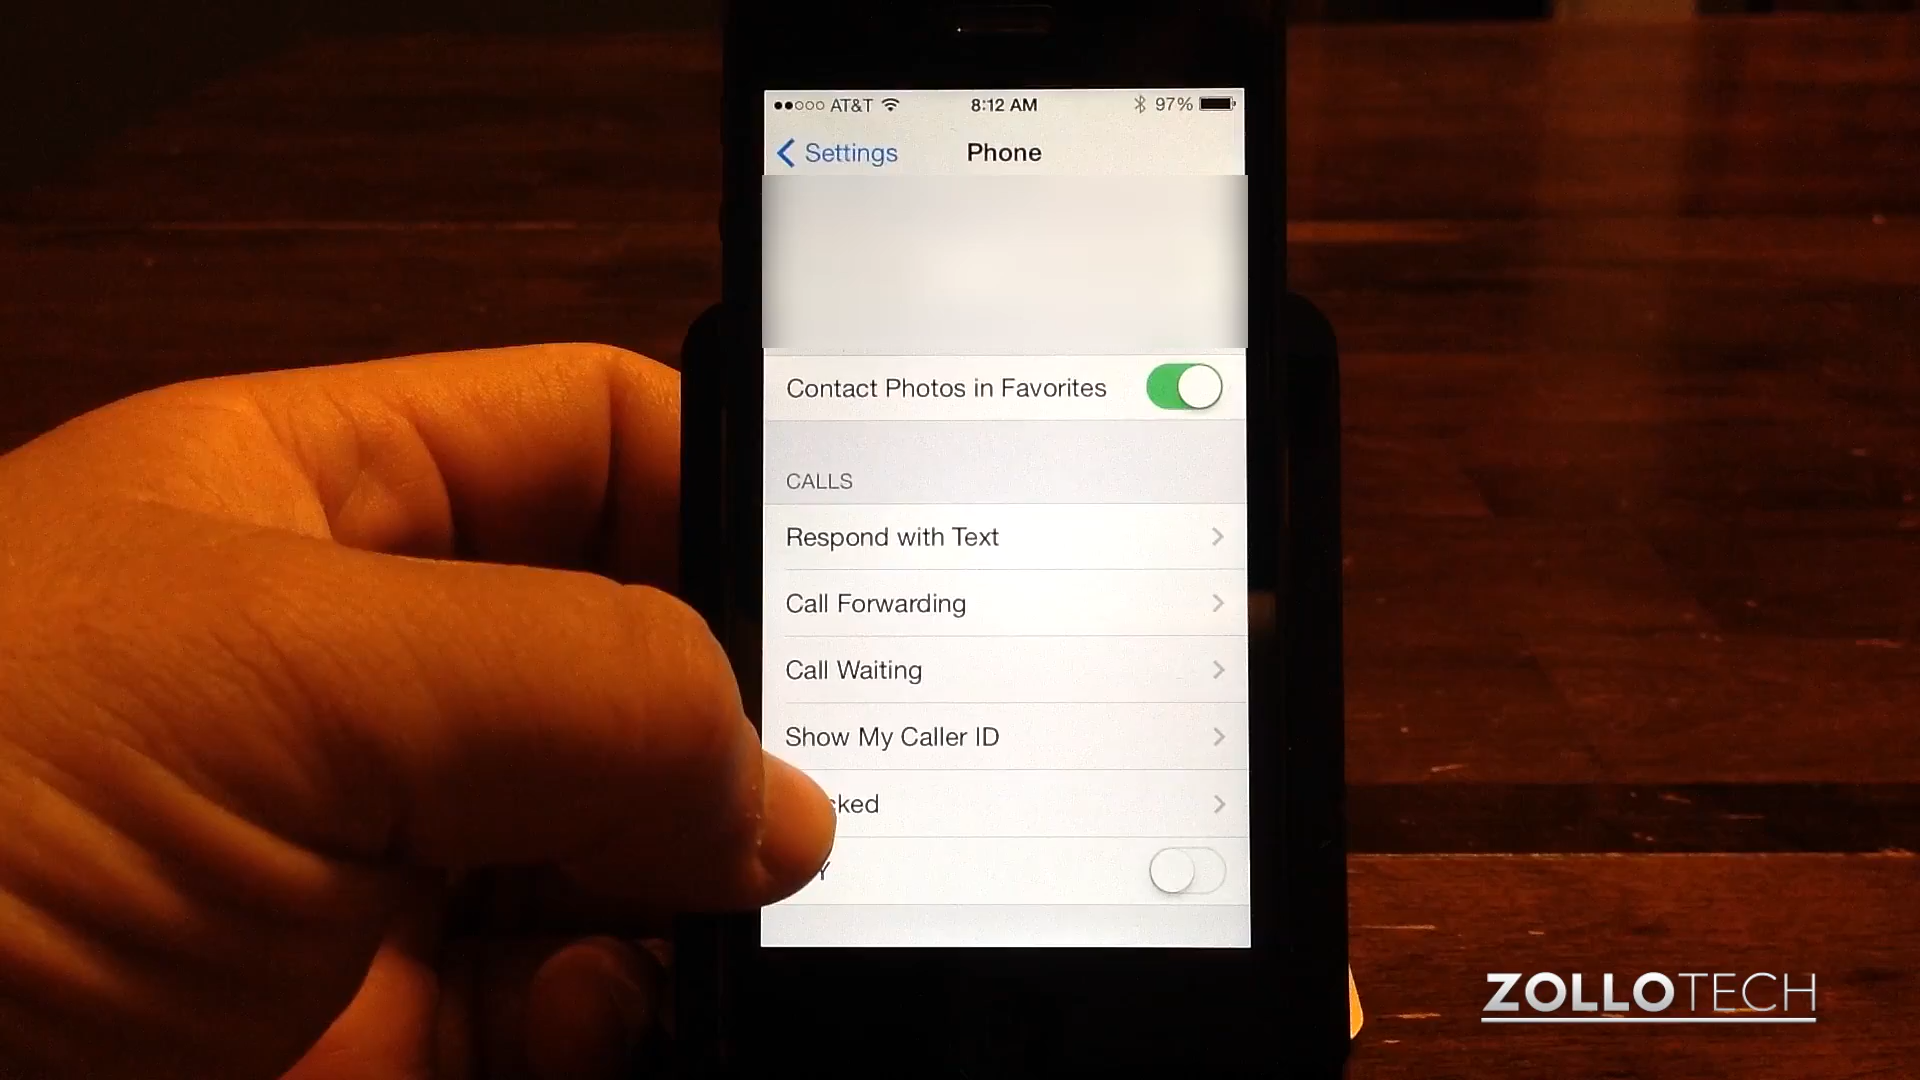 AT&T 8:12 AM 97%
Settings Phone
Contact Photos in Favorites
CALLS
Respond with Text
Call Forwarding
Call Waiting
Show My Caller ID
cked
Y
ZOLLOTECH